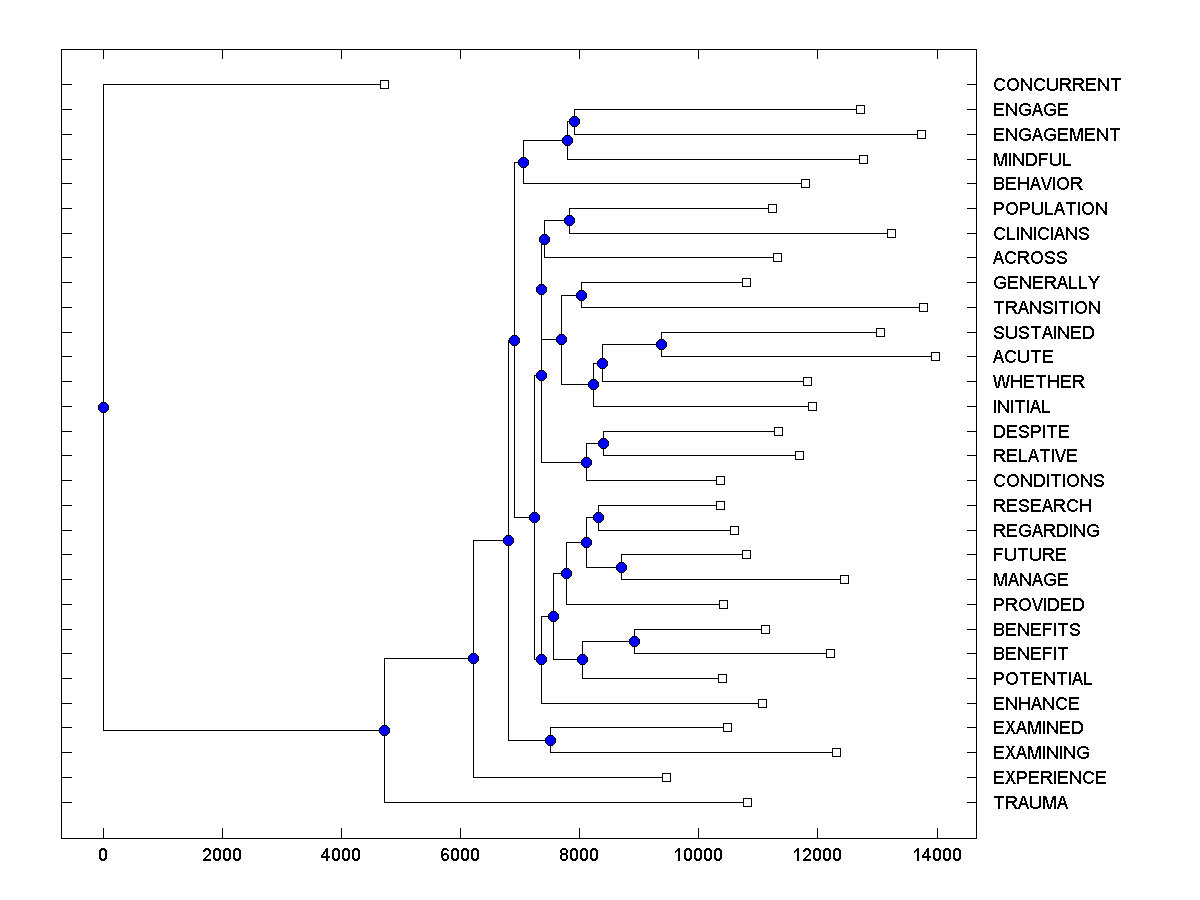 CONCURRENT
ENGAGE
ENGAGEMENT
MINDFUL
BEHAVIOR
POPULATION
CLINICIANS
ACROSS
GENERALLY
TRANSITION
SUSTAINED
ACUTE
WHETHER
INITIAL
DESPITE
RELATIVE
CONDITIONS
RESEARCH
REGARDING
FUTURE
MANAGE
PROVIDED
BENEFITS
BENEFIT
POTENTIAL
ENHANCE
EXAMINED
EXAMINING
EXPERIENCE
TRAUMA
0 2000 4000 6000 8000 10000 12000 14000